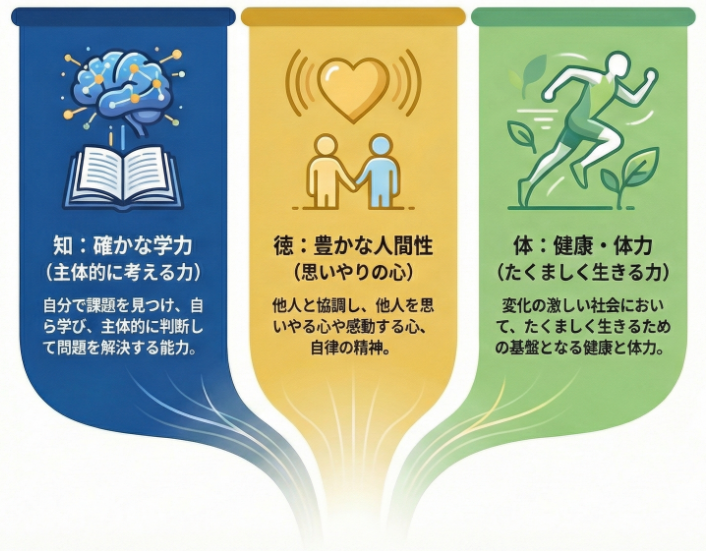 知：確かな学力
（主体的に考える力）
自分で課題を見つけ、自
ら学び、主体的に判断し
て問題を解決する能力。
徳：豊かな人間性
（思いやりの心）
他人と協調し、他人を思
いやる心や感動する心、
自律の精神。
体：健康・体力
（たくましく生きる力）
変化の激しい社会におい
て、たくましく生きるため
の基盤となる健康と体力。